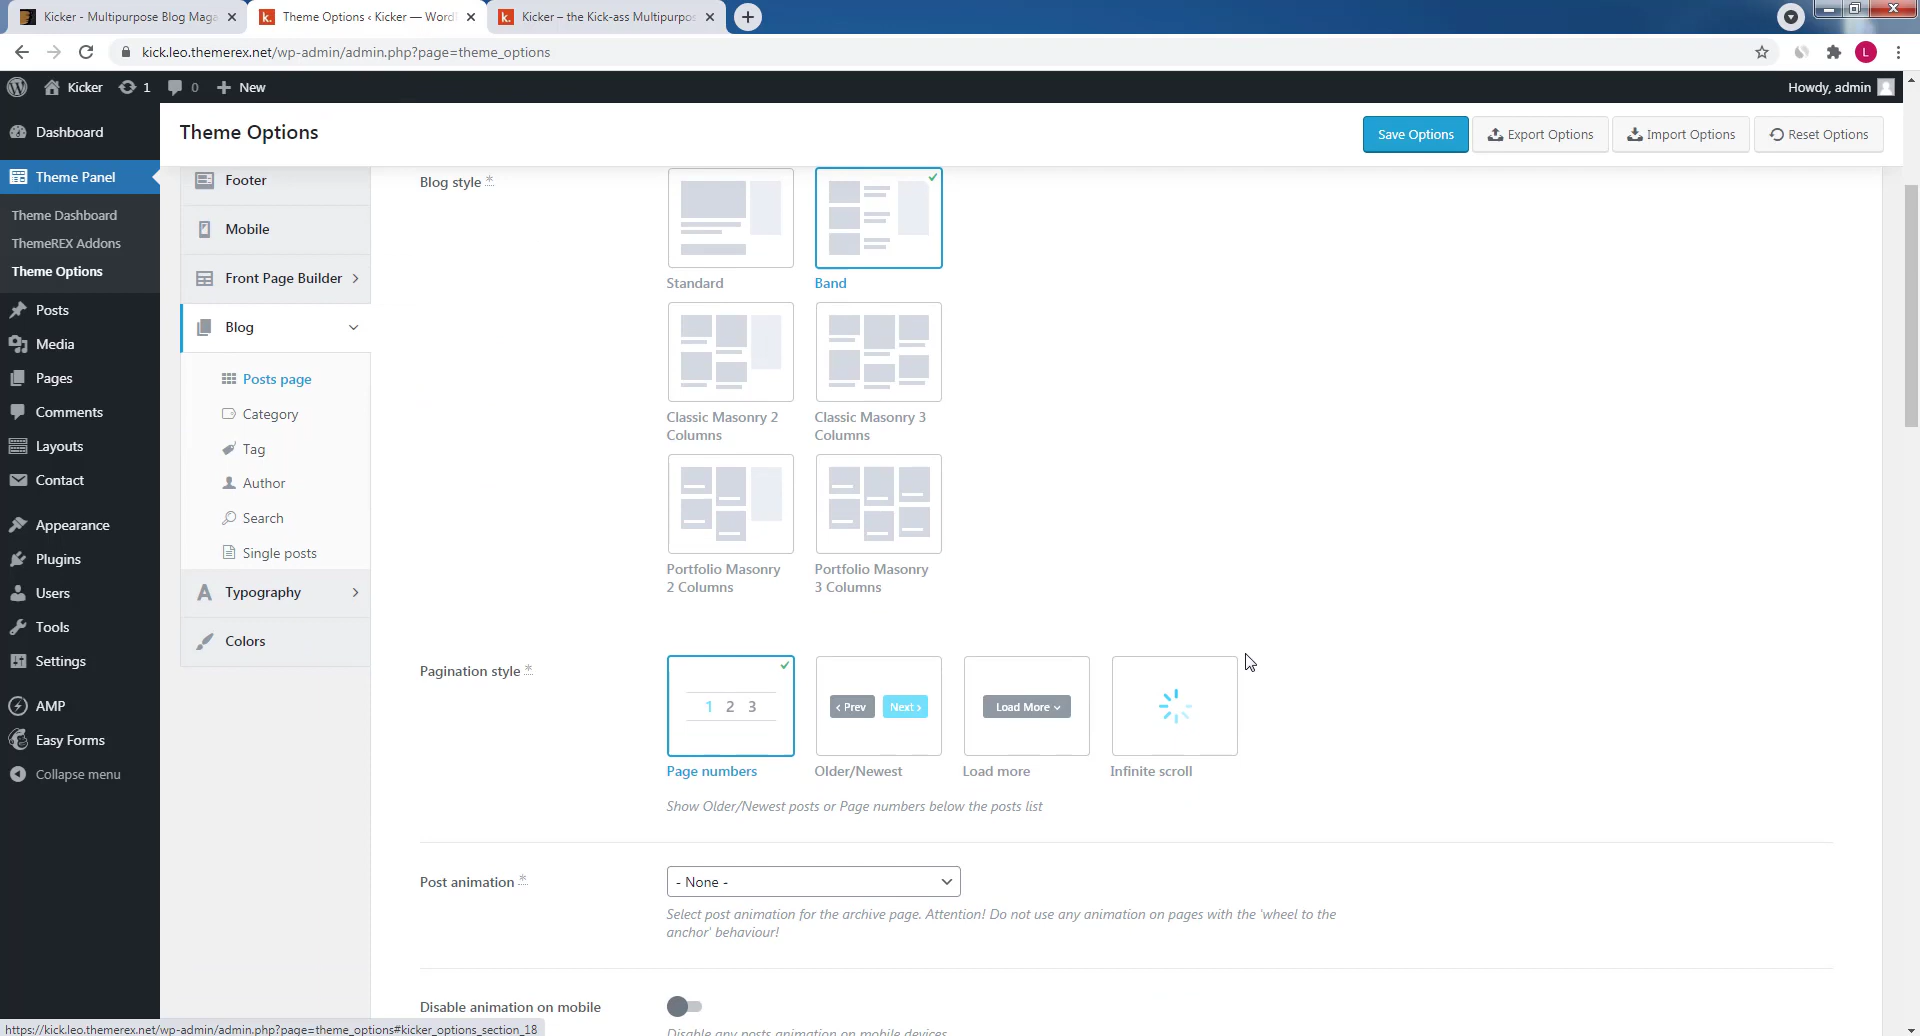 Kicker - Multipurpose Blog Maga
Theme Options ‹ Kicker — Word
Kicker – the Kick-ass Multipurpos
kick.leo.themerex.net/wp-admin/admin.php?page=theme_options
L
Kicker
1
0
New
Howdy, admin
Dashboard
Theme Panel
Theme Dashboard
ThemeREX Addons
Theme Options
Posts
Media
Pages
Comments
Layouts
Contact
Appearance
Plugins
Users
Tools
Settings
AMP
Easy Forms
Collapse menu
Theme Options
Save Options
Export Options
Import Options
Reset Options
Footer
Mobile
Front Page Builder
Blog
Posts page
Category
Tag
Author
Search
Single posts
Typography
Colors
Blog style *
Standard
Band
Classic Masonry 2
Columns
Classic Masonry 3
Columns
Portfolio Masonry
2 Columns
Portfolio Masonry
3 Columns
Pagination style *
1 2 3
‹ Prev
Next ›
Load More
Page numbers
Older/Newest
Load more
Infinite scroll
Show Older/Newest posts or Page numbers below the posts list
Post animation *
- None -
Select post animation for the archive page. Attention! Do not use any animation on pages with the 'wheel to the
anchor' behaviour!
Disable animation on mobile
Disable any posts animation on mobile devices
https://kick.leo.themerex.net/wp-admin/admin.php?page=theme_options#kicker_options_section_18